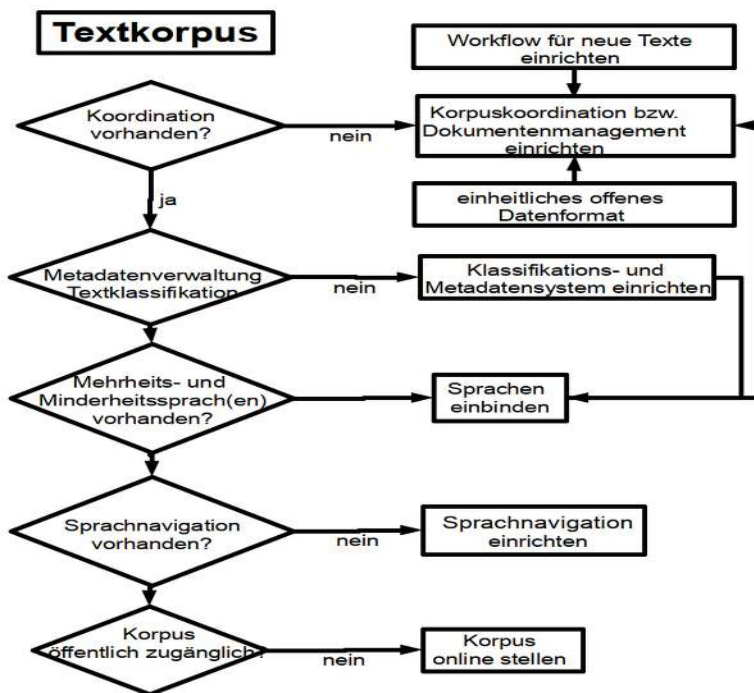 Textkorpus
Workflow für neue Texte
einrichten
Koordination
vorhanden?
nein
Korpuskoordination bzw.
Dokumentenmanagement
einrichten
ja
einheitliches offenes
Datenformat
Metadatenverwaltung
Textklassifikation
nein
Klassifikations- und
Metadatensystem einrichten
Mehrheits- und
Minderheitssprach(en)
vorhanden?
Sprachen
einbinden
Sprachnavigation
vorhanden?
nein
Sprachnavigation
einrichten
Korpus
öffentlich zugänglich?
nein
Korpus
online stellen